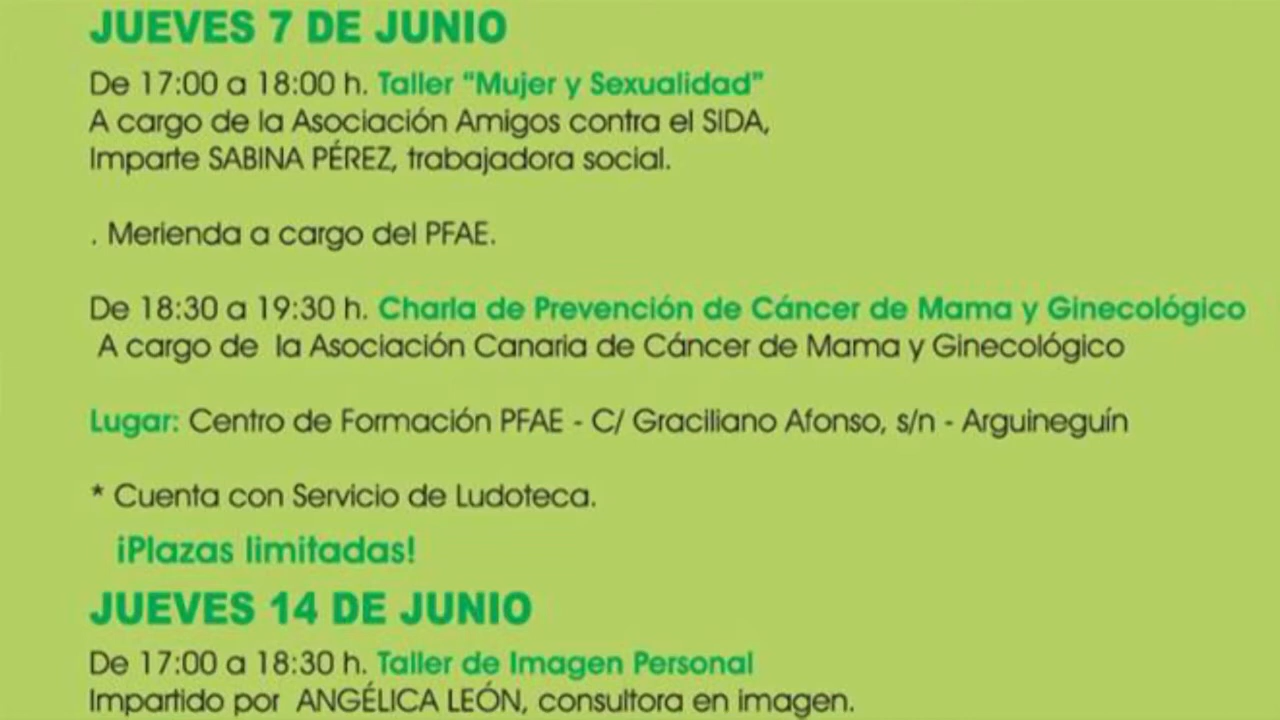 JUEVES 7 DE JUNIO
De 17:00 a 18:00 h. Taller “Mujer y Sexualidad”
A cargo de la Asociación Amigos contra el SIDA,
Imparte SABINA PÉREZ, trabajadora social.
. Merienda a cargo del PFAE.
De 18:30 a 19:30 h. Charla de Prevención de Cáncer de Mama y Ginecológico
A cargo de la Asociación Canaria de Cáncer de Mama y Ginecológico
Lugar: Centro de Formación PFAE - C/ Graciliano Afonso, s/n - Arguineguín
* Cuenta con Servicio de Ludoteca.
¡Plazas limitadas!
JUEVES 14 DE JUNIO
De 17:00 a 18:30 h. Taller de Imagen Personal
Impartido por ANGÉLICA LEÓN, consultora en imagen.